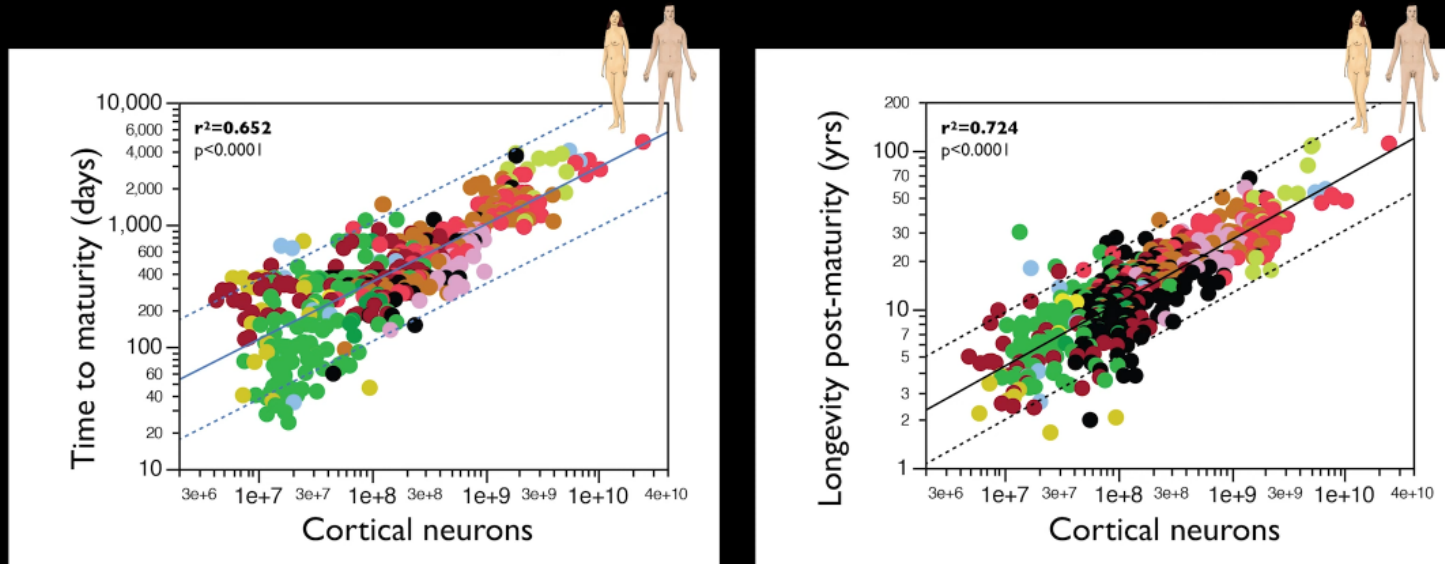 10,000
6,000
4,000
2,000
1,000
600
400
200
100
60
40
20
10
r²=0.652
p<0.0001
Time to maturity (days)
3e+6 1e+7 3e+7 1e+8 3e+8 1e+9 3e+9 1e+10 4e+10
Cortical neurons
200
100
70
50
30
20
10
7
5
3
2
1
r²=0.724
p<0.0001
Longevity post-maturity (yrs)
3e+6 1e+7 3e+7 1e+8 3e+8 1e+9 3e+9 1e+10 4e+10
Cortical neurons